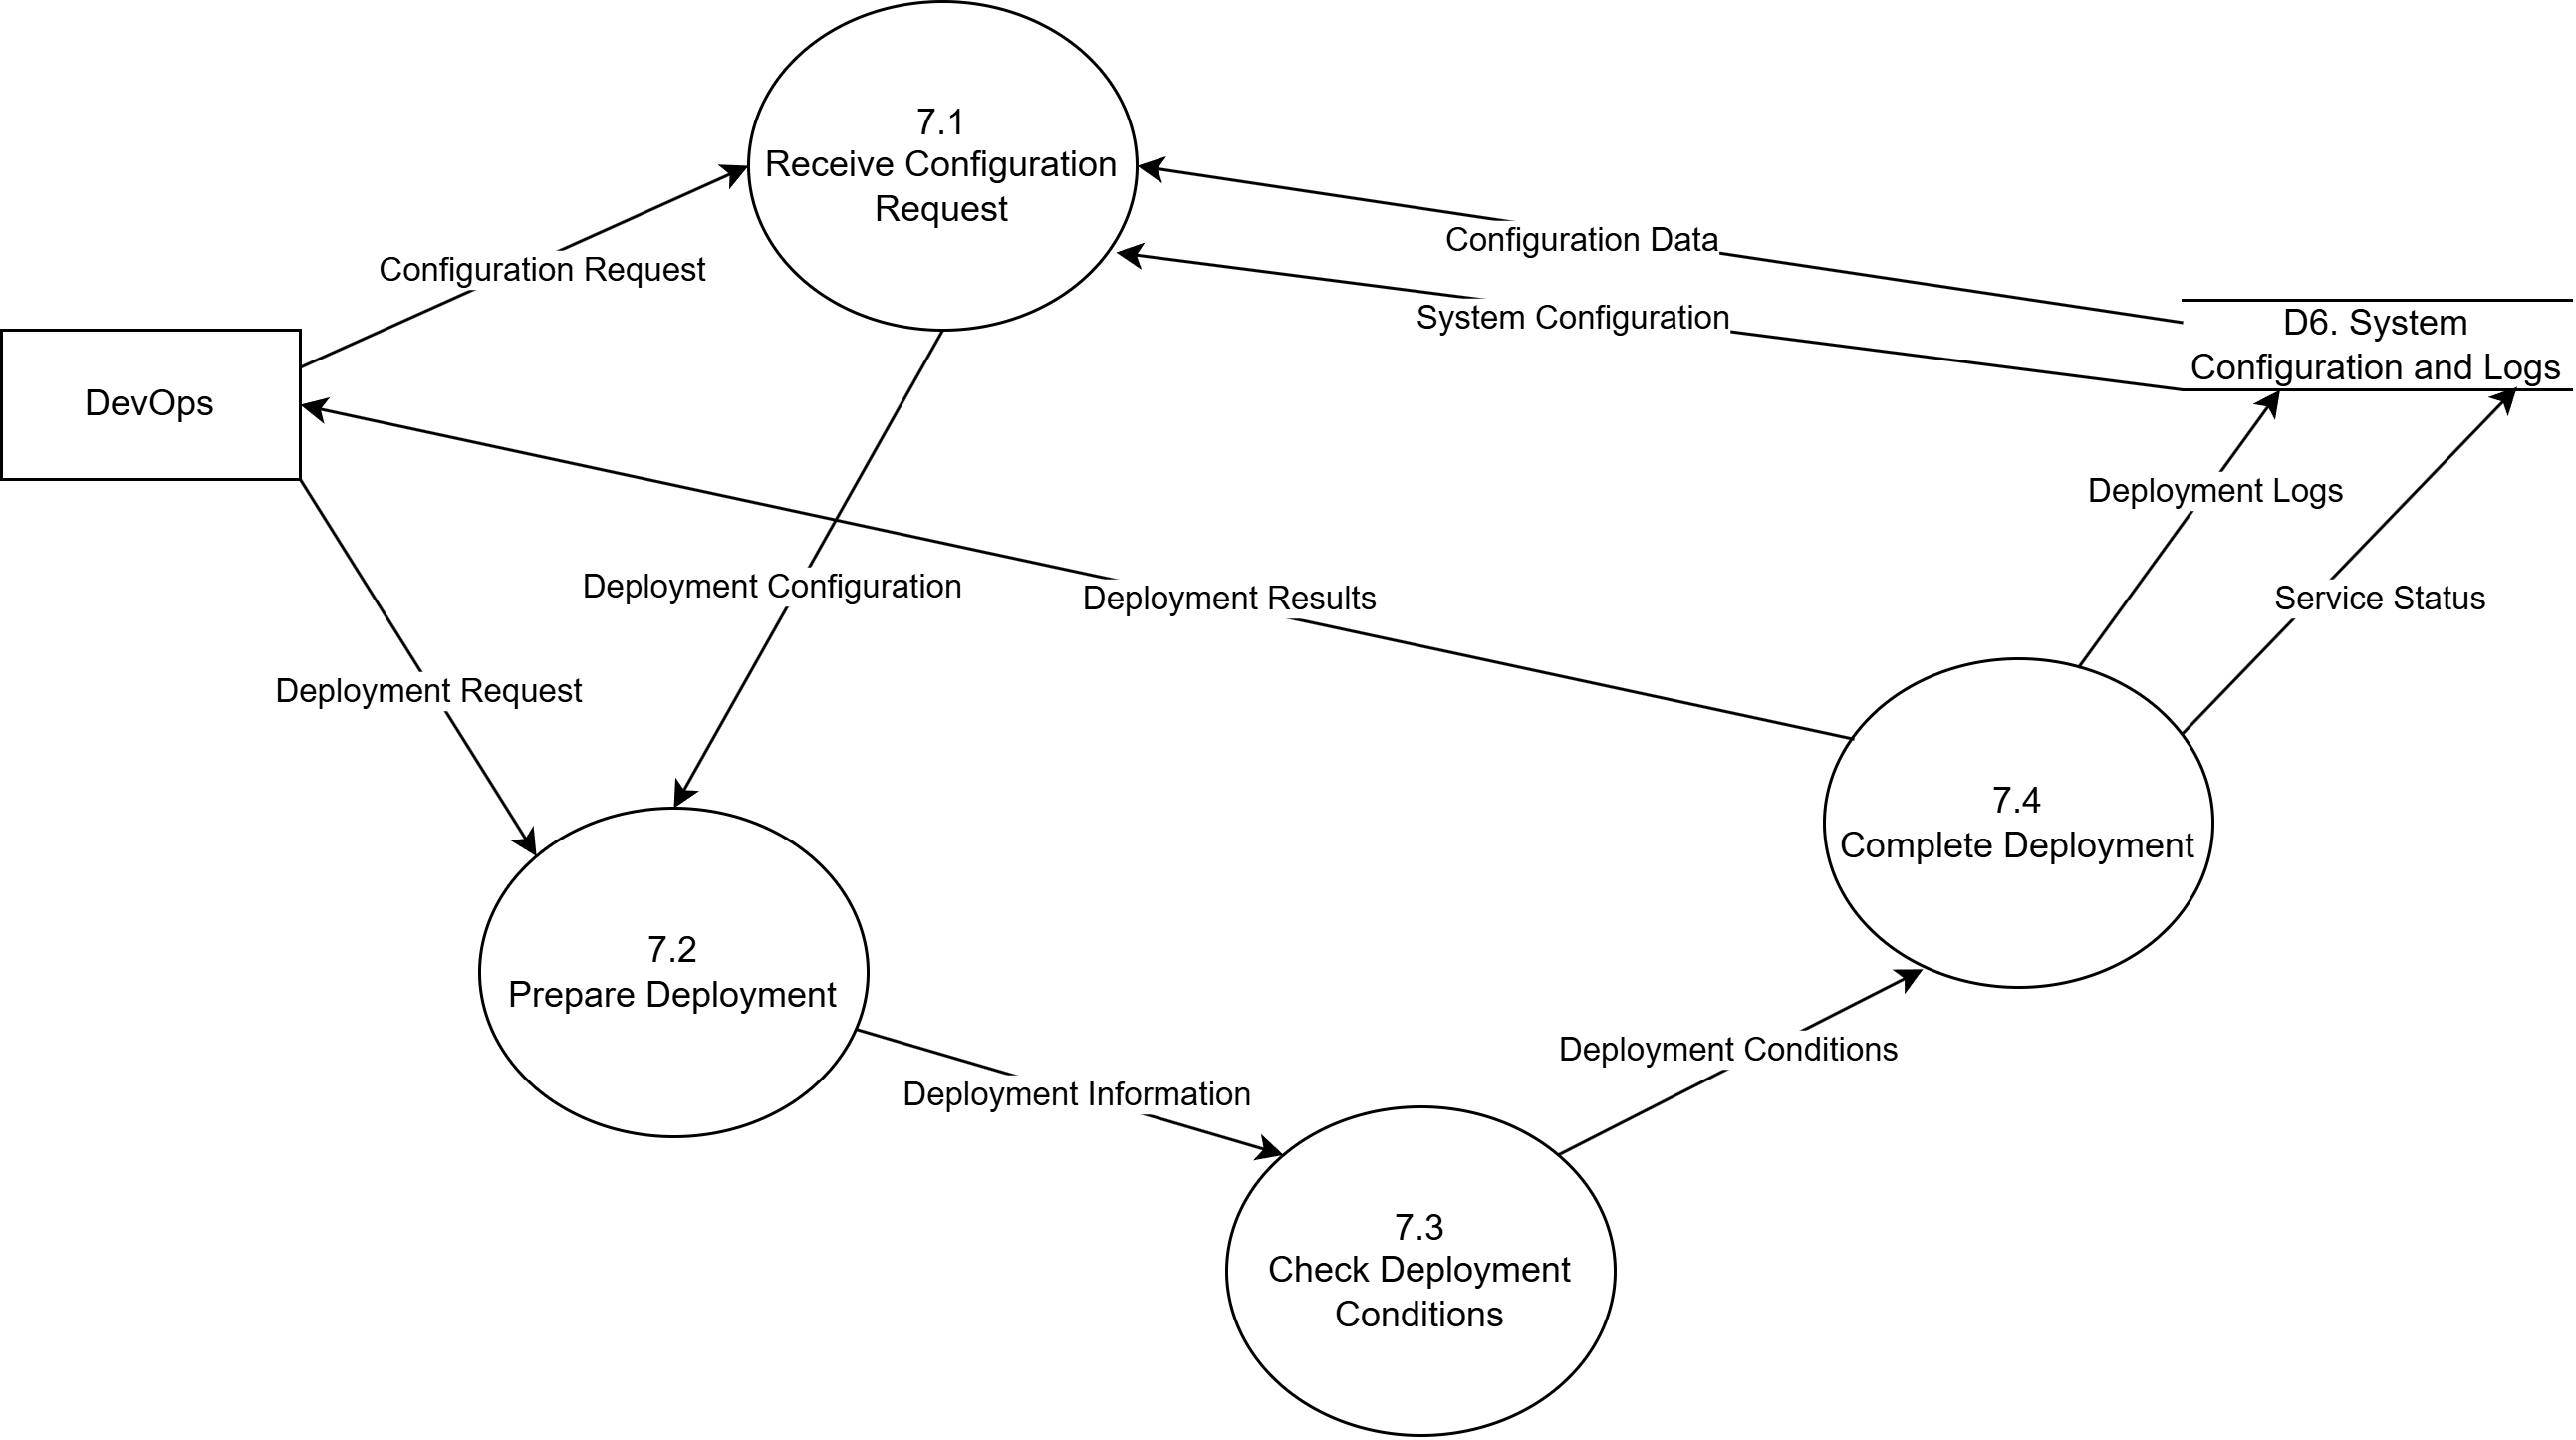 7.1
Receive Configuration
Request
Configuration Data
Configuration Request
System Configuration
D6. System
Configuration and Logs
DevOps
Deployment Logs
Deployment Configuration
Deployment Results
Service Status
Deployment Request
7.4
Complete Deployment
7.2
Prepare Deployment
Deployment Conditions
Deployment Information
7.3
Check Deployment
Conditions